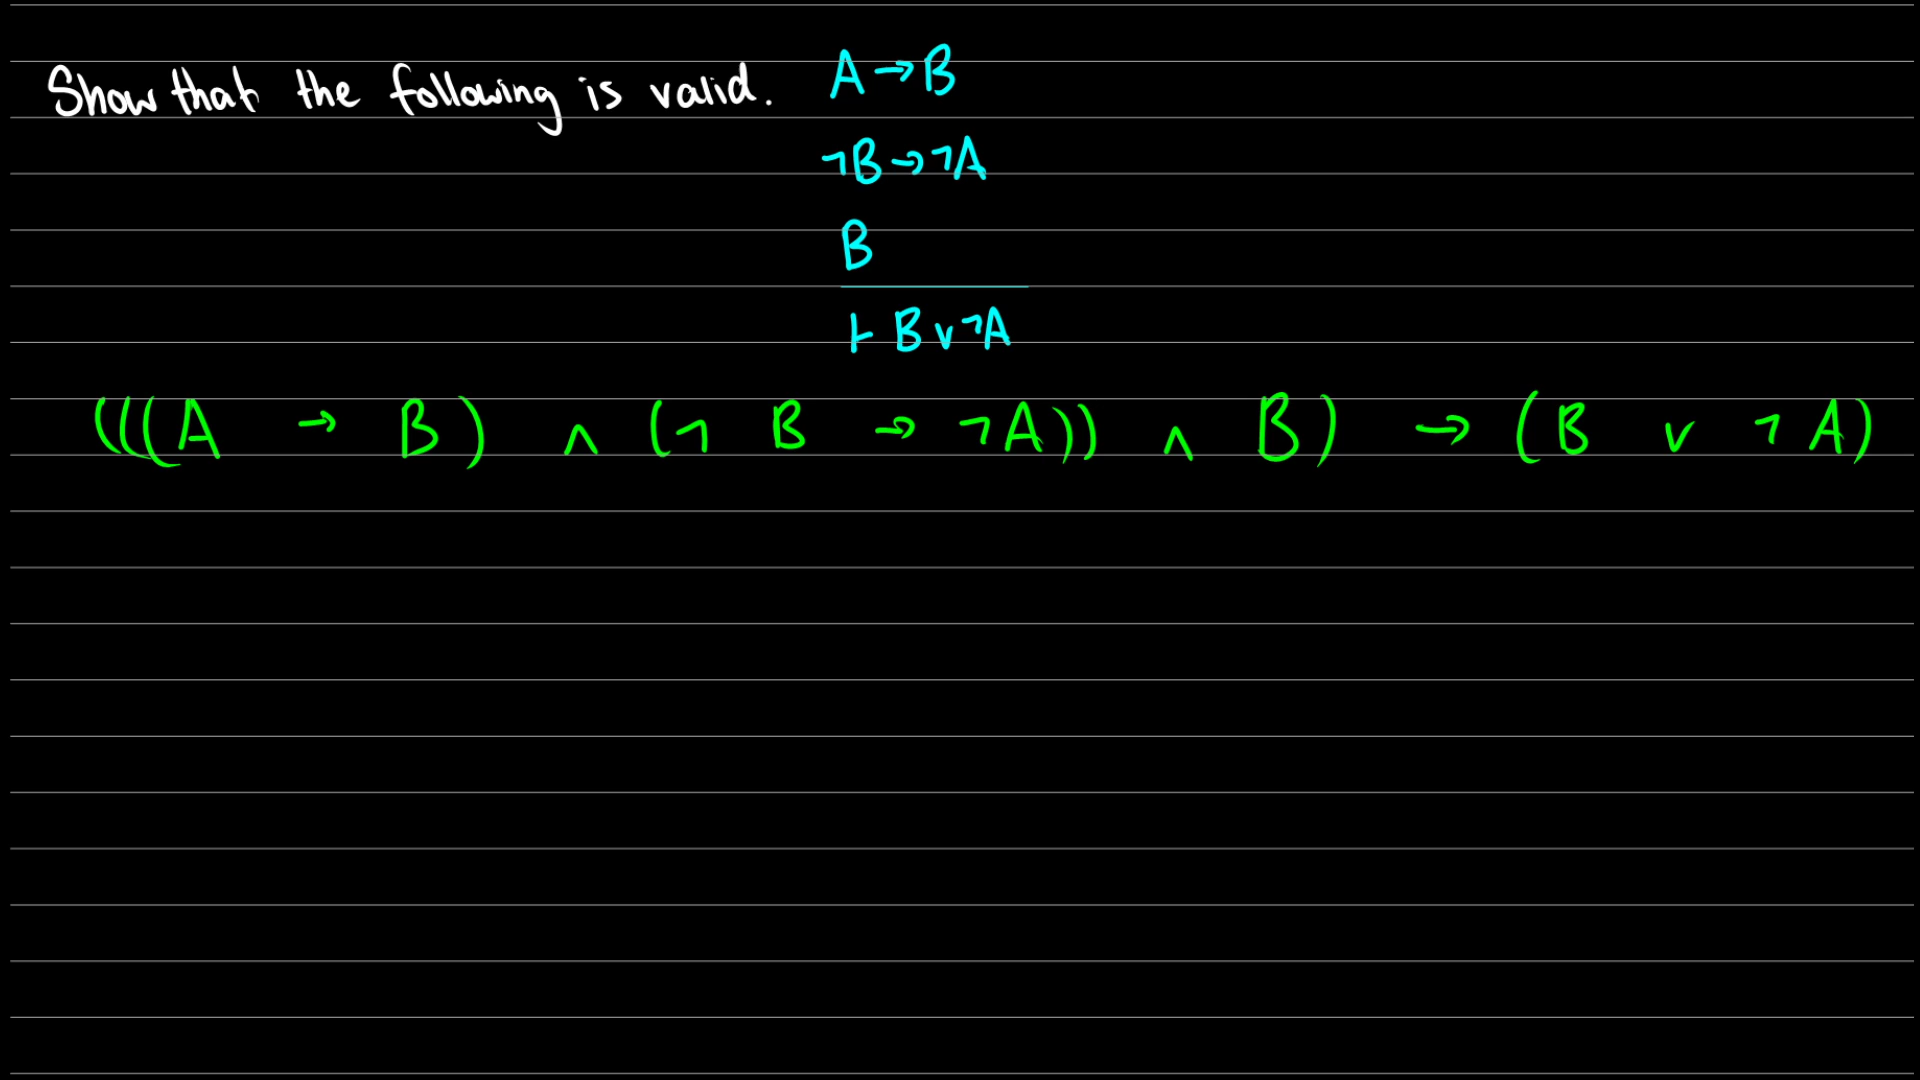 Show that the following is valid. A → B
¬B → ¬A
B
⊢ B ∨ ¬A
(((A → B) ∧ (¬ B → ¬A)) ∧ B) → (B ∨ ¬ A)